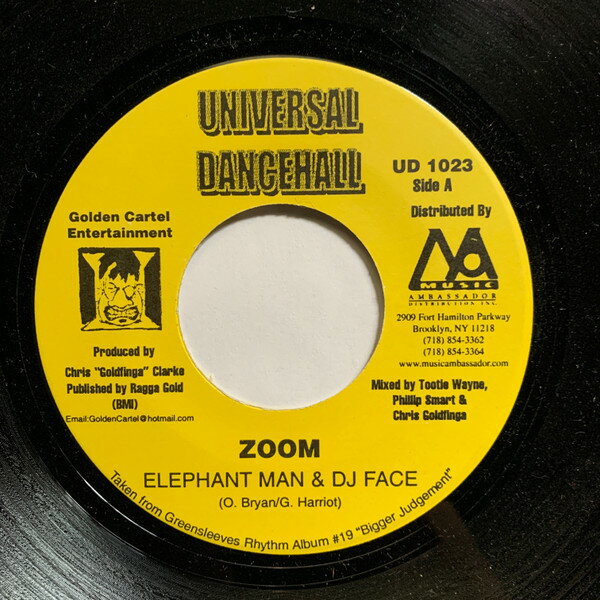 UNIVERSAL
DANCEHALL
UD 1023
Side A
Golden Cartel
Entertainment
Distributed By
MUSIC
AMBASSADOR
DISTRIBUTION INC.
2909 Fort Hamilton Parkway
Brooklyn, NY 11218
(718) 854-3362
(718) 854-3364
www.musicambassador.com
Produced by
Chris "Goldfinga" Clarke
Published by Ragga Gold
(BMI)
Email:GoldenCartel@hotmail.com
Mixed by Tootie Wayne,
Phillip Smart &
Chris Goldfinga
ZOOM
ELEPHANT MAN & DJ FACE
(O. Bryan/G. Harriot)
Taken from Greensleeves Rhythm Album #19 "Bigger Judgement"